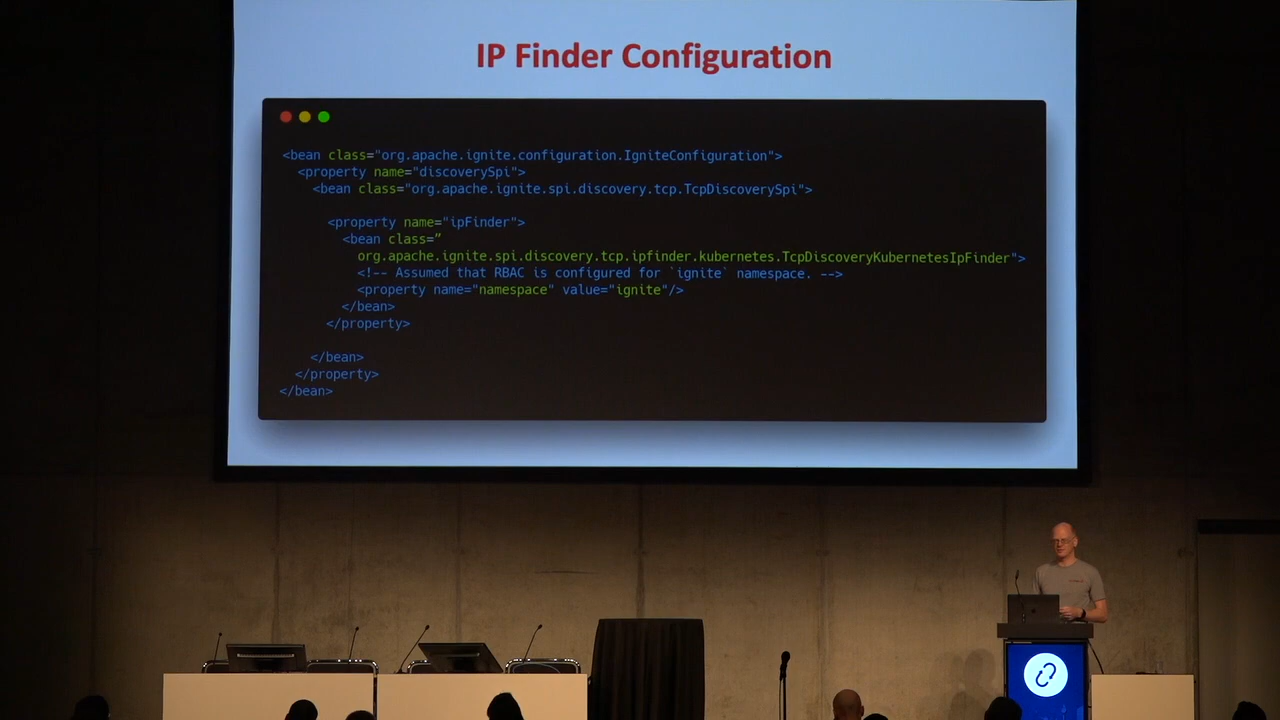 IP Finder Configuration
<bean class="org.apache.ignite.configuration.IgniteConfiguration">
<property name="discoverySpi">
<bean class="org.apache.ignite.spi.discovery.tcp.TcpDiscoverySpi">
<property name="ipFinder">
<bean class=”
org.apache.ignite.spi.discovery.tcp.ipfinder.kubernetes.TcpDiscoveryKubernetesIpFinder">
<!-- Assumed that RBAC is configured for `ignite` namespace. -->
<property name="namespace" value="ignite"/>
</bean>
</property>
</bean>
</property>
</bean>